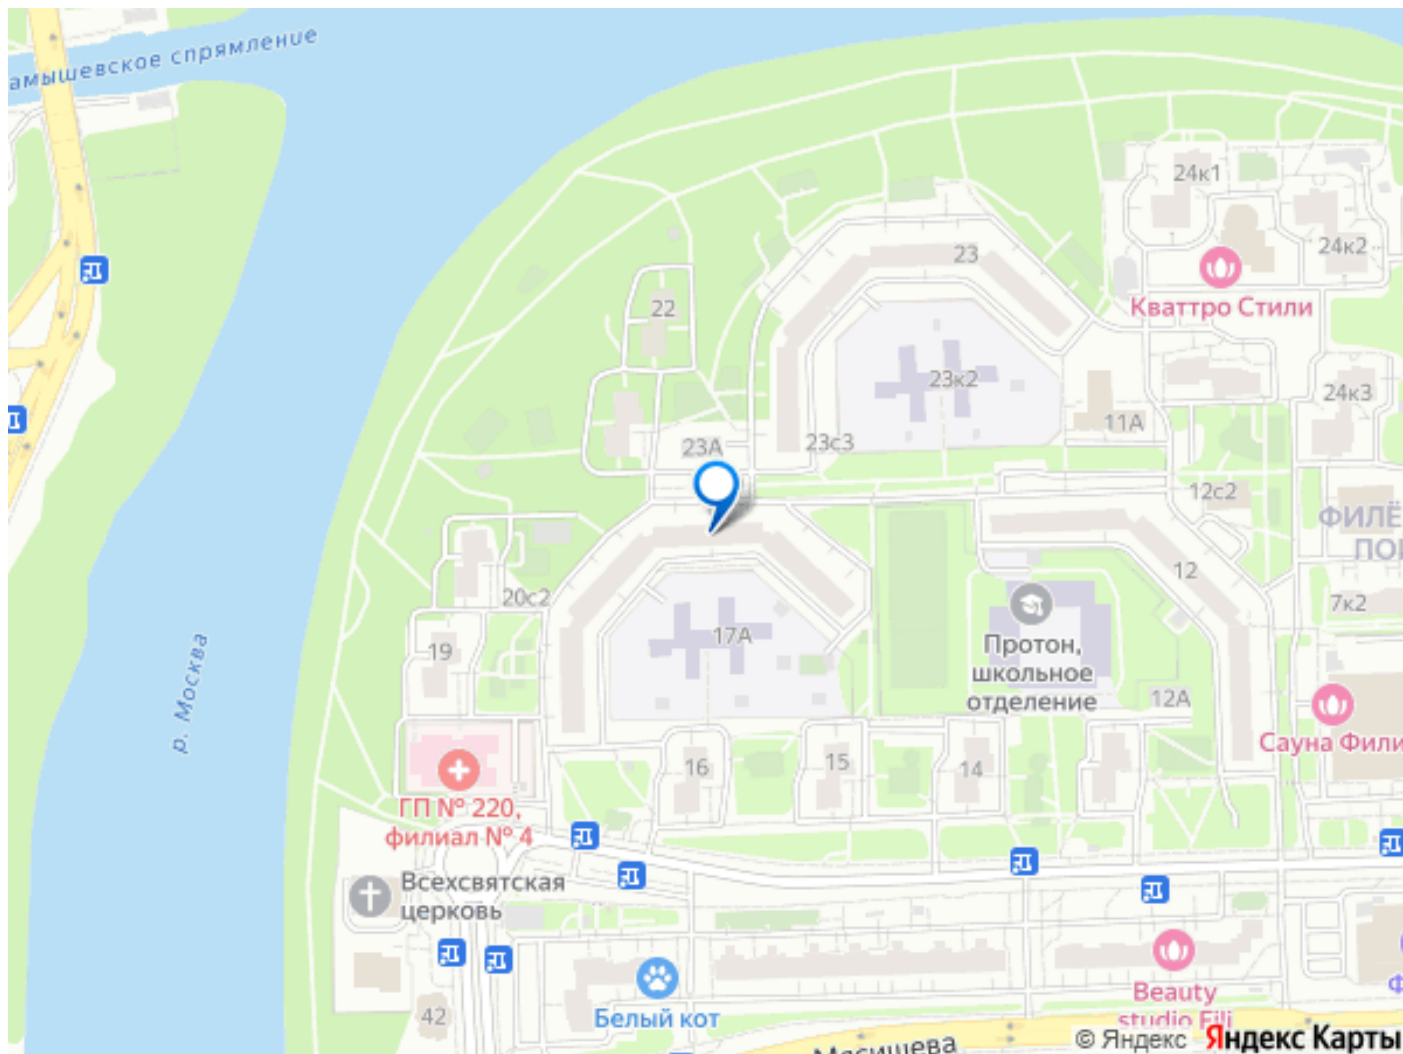 амышевское спрямление
24к1
24к2
23
22
Кваттро Стили
23к2
24к3
11А
23А
23с3
12с2
ФИЛЁ
ПО
12
20с2
7к2
17А
19
Протон,
школьное
отделение
р. Москва
12А
Сауна Фили
16
15
14
ГП № 220,
филиал № 4
Всехсвятская
церковь
Beauty
studio Fili
Ф
42
Белый кот
Мясищева
© Яндекс Яндекс Карты